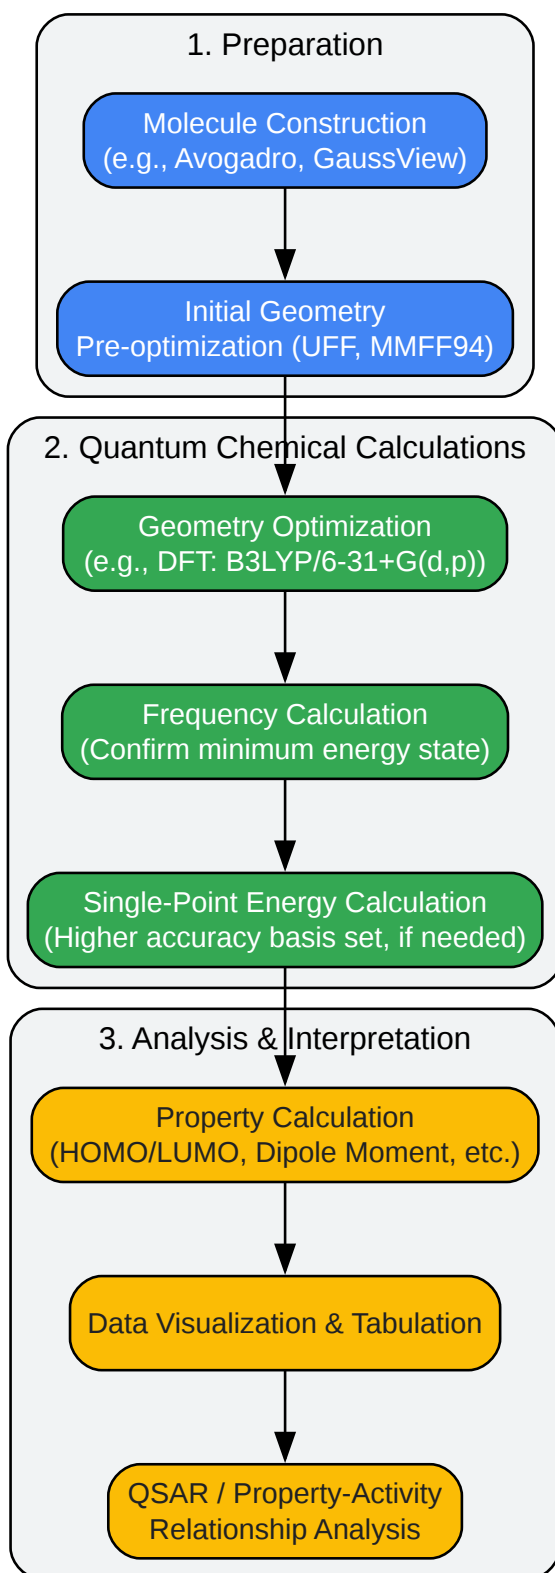 1. Preparation
Molecule Construction
(e.g., Avogadro, GaussView)
Initial Geometry
Pre-optimization (UFF, MMFF94)
2. Quantum Chemical Calculations
Geometry Optimization
(e.g., DFT: B3LYP/6-31+G(d,p))
Frequency Calculation
(Confirm minimum energy state)
Single-Point Energy Calculation
(Higher accuracy basis set, if needed)
3. Analysis & Interpretation
Property Calculation
(HOMO/LUMO, Dipole Moment, etc.)
Data Visualization & Tabulation
QSAR / Property-Activity
Relationship Analysis